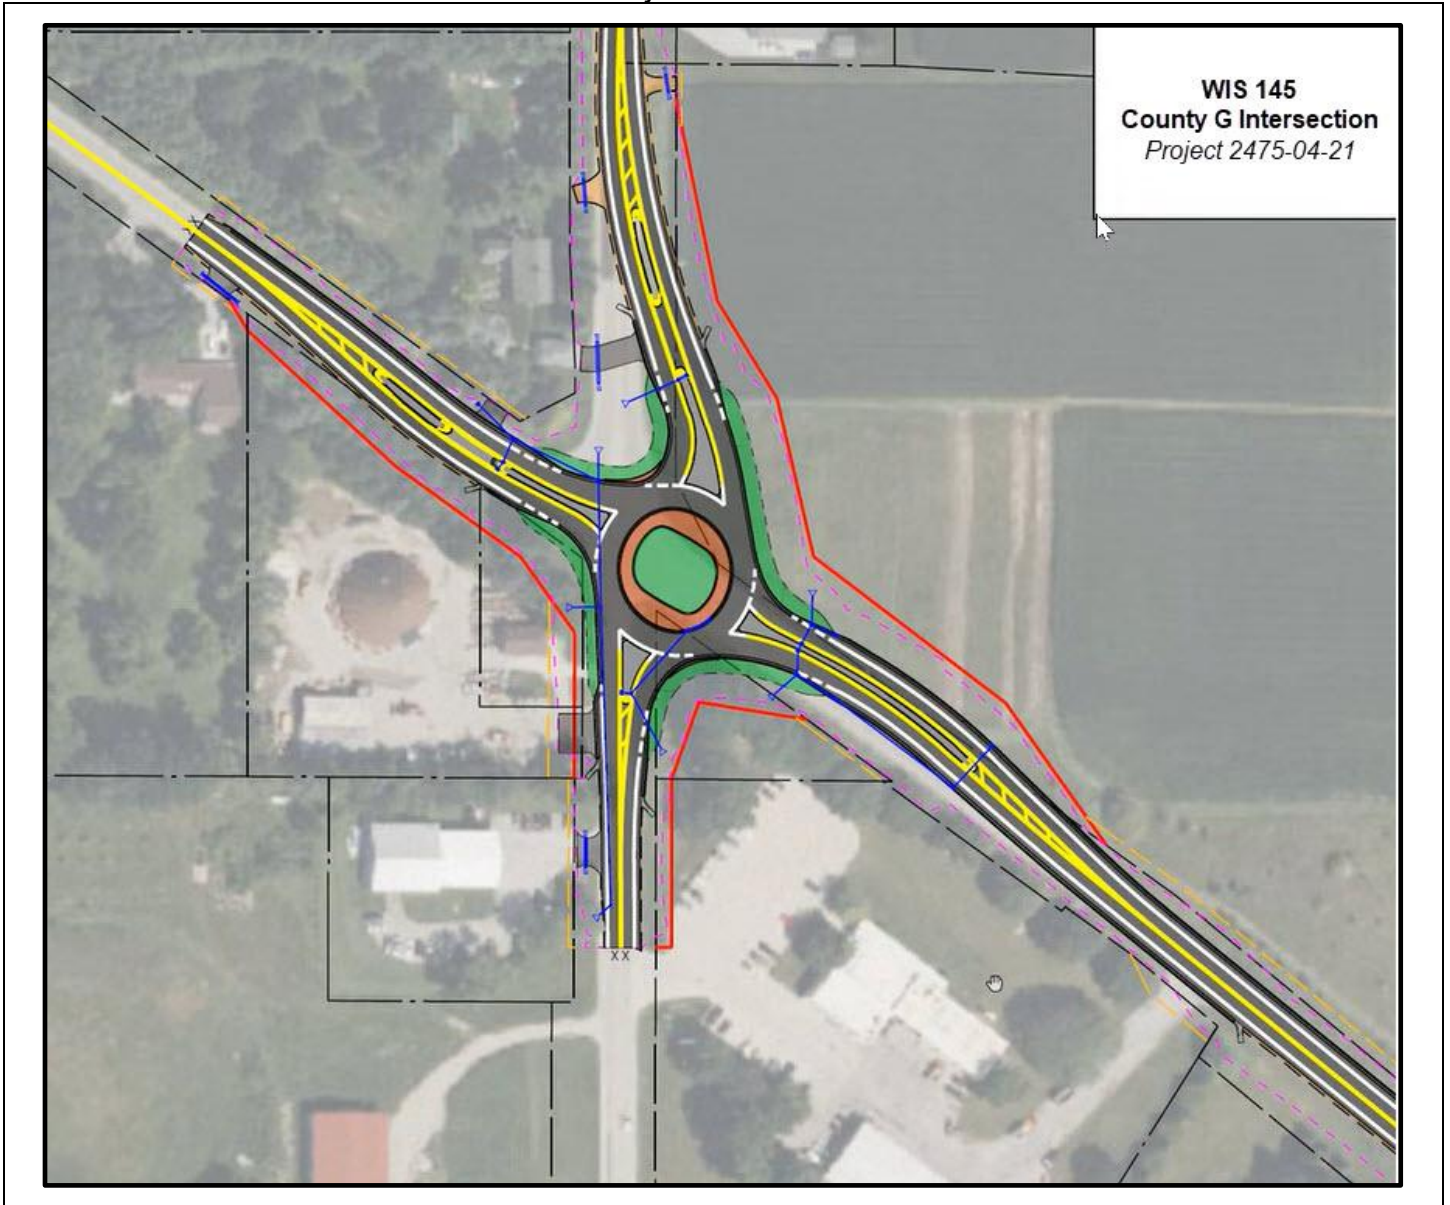 WIS 145
County G Intersection
Project 2475-04-21
X
X X